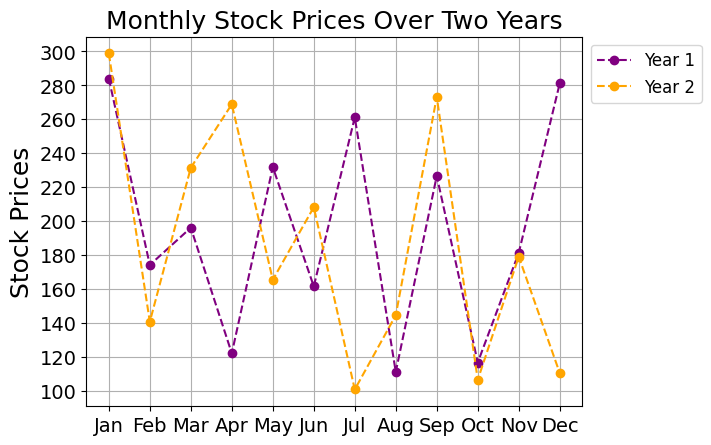 Monthly Stock Prices Over Two Years
Stock Prices
300
280
260
240
220
200
180
160
140
120
100
Jan Feb Mar Apr May Jun Jul Aug Sep Oct Nov Dec
Year 1
Year 2